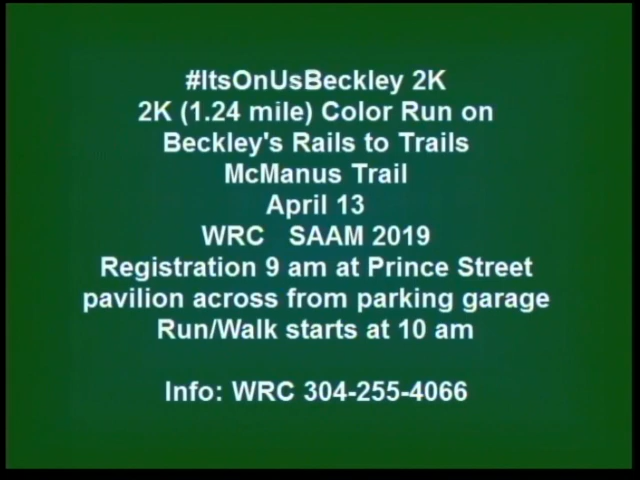 #ItsOnUsBeckley 2K
2K (1.24 mile) Color Run on
Beckley's Rails to Trails
McManus Trail
April 13
WRC SAAM 2019
Registration 9 am at Prince Street
pavilion across from parking garage
Run/Walk starts at 10 am
Info: WRC 304-255-4066